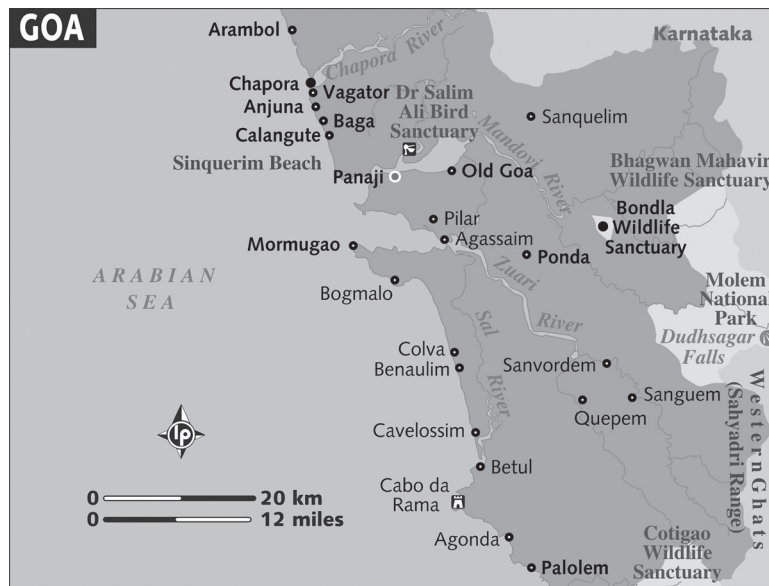 GOA
Arambol
Karnataka
Chapora River
Chapora
Vagator
Anjuna
Baga
Calangute
Dr Salim
Ali Bird
Sanctuary
Sanquelim
Mandovi
River
Sinquerim Beach
Bhagwan Mahavir
Wildlife Sanctuary
Panaji
Old Goa
Bondla
Wildlife
Sanctuary
Pilar
Agassaim
Mormugao
Ponda
Zuari
River
ARABIAN
SEA
Bogmalo
Molem
National
Park
Dudhsagar
Falls
Sal
River
Colva
Benaulim
Sanvordem
Sanguem
Quepem
Western Ghats
(Sahyadri Range)
Cavelossim
lp
Betul
Cabo da
Rama
0 20 km
0 12 miles
Agonda
Palolem
Cotigao
Wildlife
Sanctuary